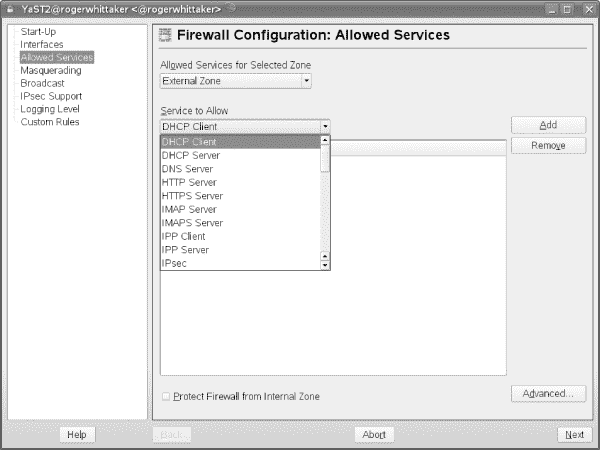 YaST2@rogerwhittaker <@rogerwhittaker>
Start-Up
Interfaces
Allowed Services
Masquerading
Broadcast
IPsec Support
Logging Level
Custom Rules
Firewall Configuration: Allowed Services
Allowed Services for Selected Zone
External Zone
Service to Allow
DHCP Client
Add
DHCP Client
Remove
DHCP Server
DNS Server
HTTP Server
HTTPS Server
IMAP Server
IMAPS Server
IPP Client
IPP Server
IPsec
Protect Firewall from Internal Zone
Advanced...
Help
Back
Abort
Next